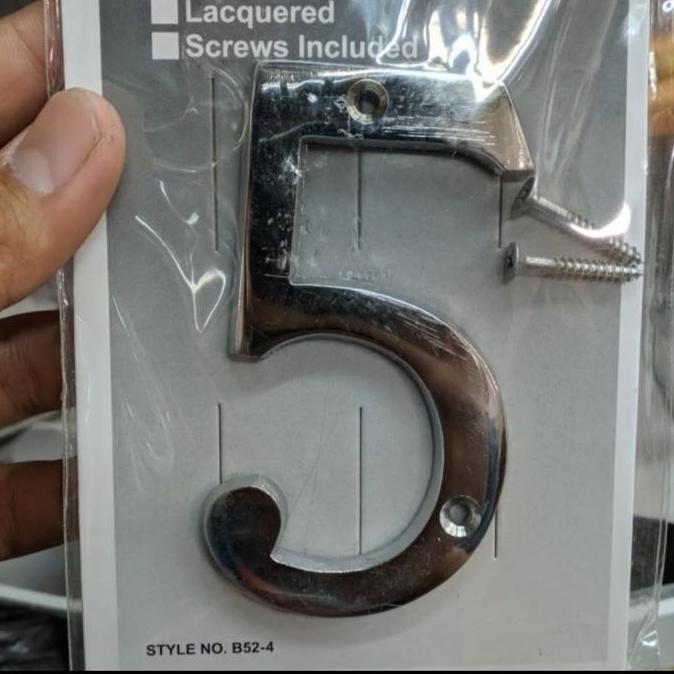 Lacquered
Screws Included
5
STYLE NO. B52-4